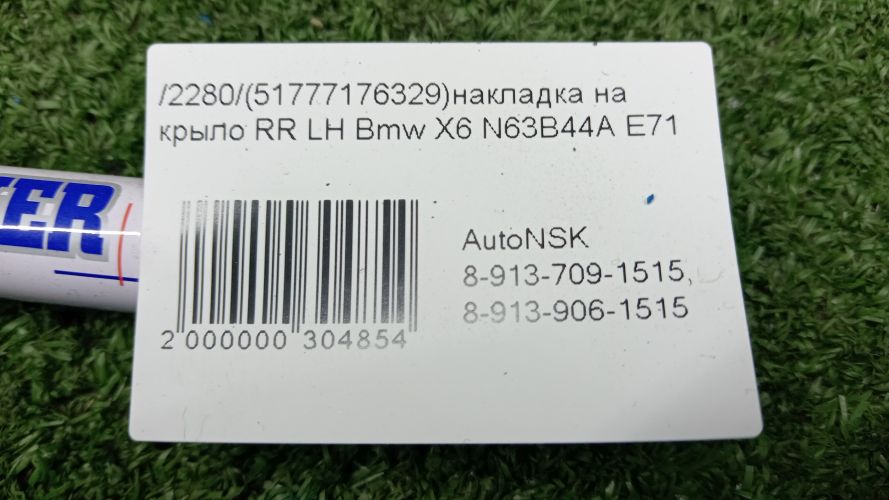 /2280/(51777176329)накладка на
крыло RR LH Bmw X6 N63B44A E71
TER
AutoNSK
8-913-709-1515,
8-913-906-1515
2 000000 304854